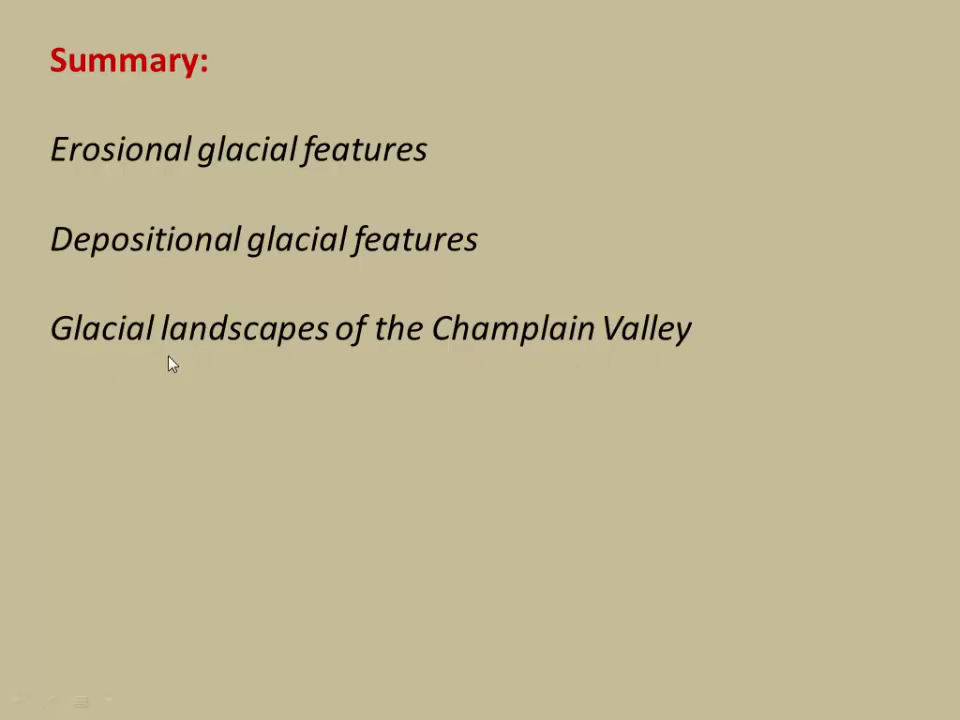 Summary:
Erosional glacial features
Depositional glacial features
Glacial landscapes of the Champlain Valley